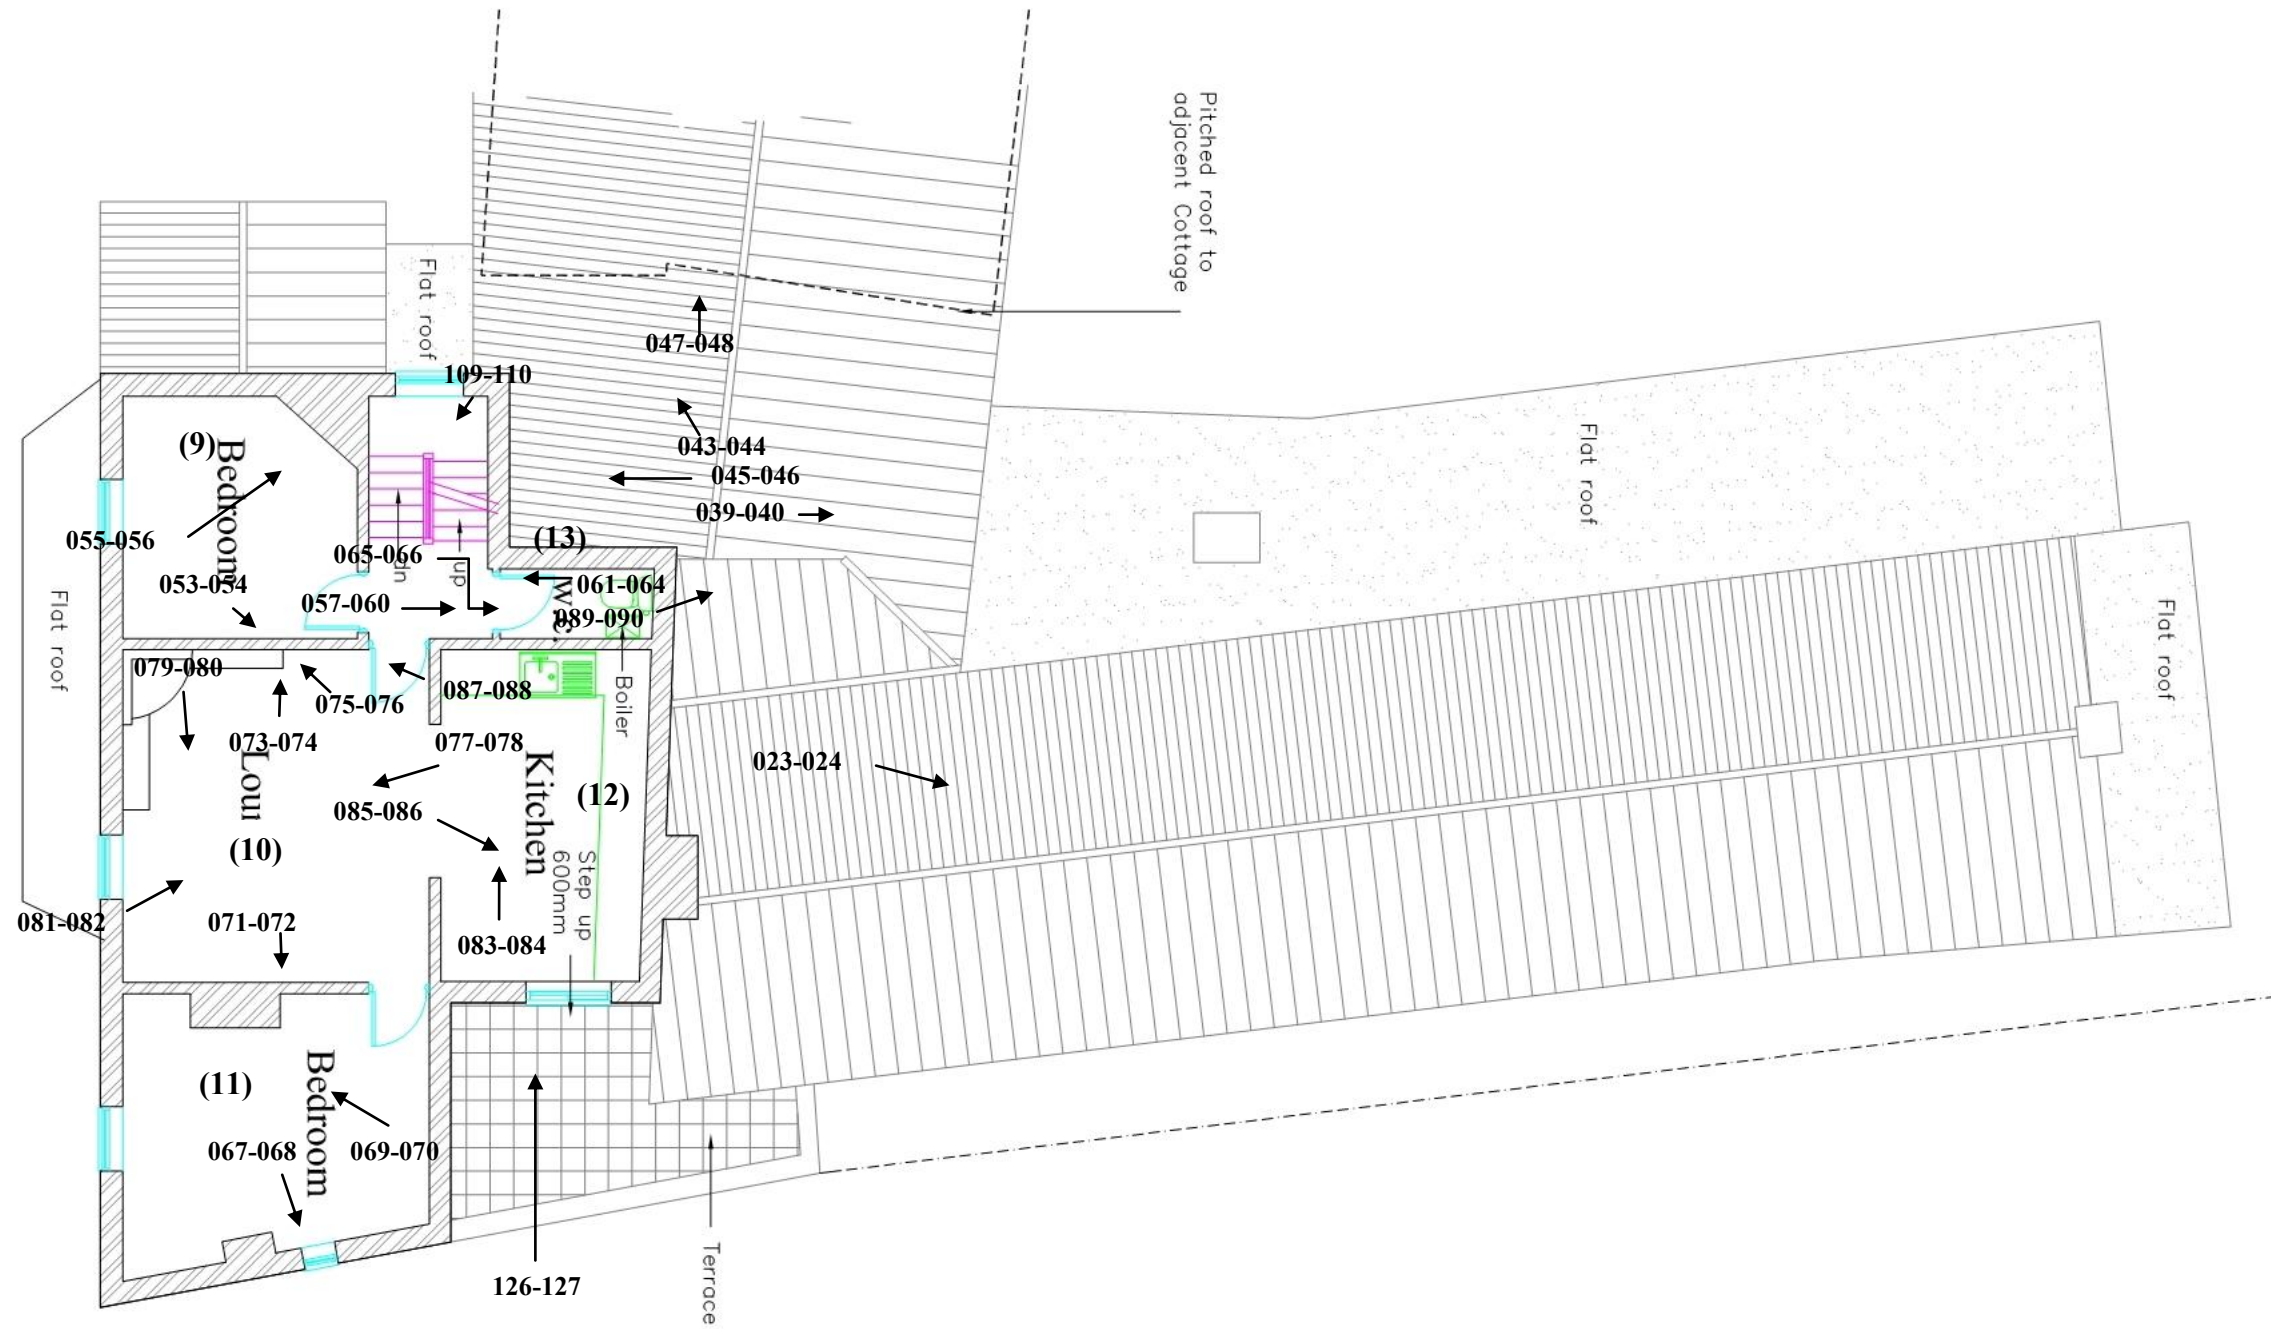 Pitched roof to
adjacent Cottage
Flat roof
047-048
109-110
043-044
045-046
039-040
Flat roof
(9)
Bedroom
055-056
053-054
065-066
dn
up
(13)
061-064
W.C.
057-060
089-090
Flat roof
Flat roof
079-080
075-076
087-088
Boiler
073-074
077-078
Loun
Kitchen
(12)
023-024
085-086
(10)
Step up
600mm
081-082
071-072
083-084
(11)
Bedroom
067-068
069-070
126-127
Terrace